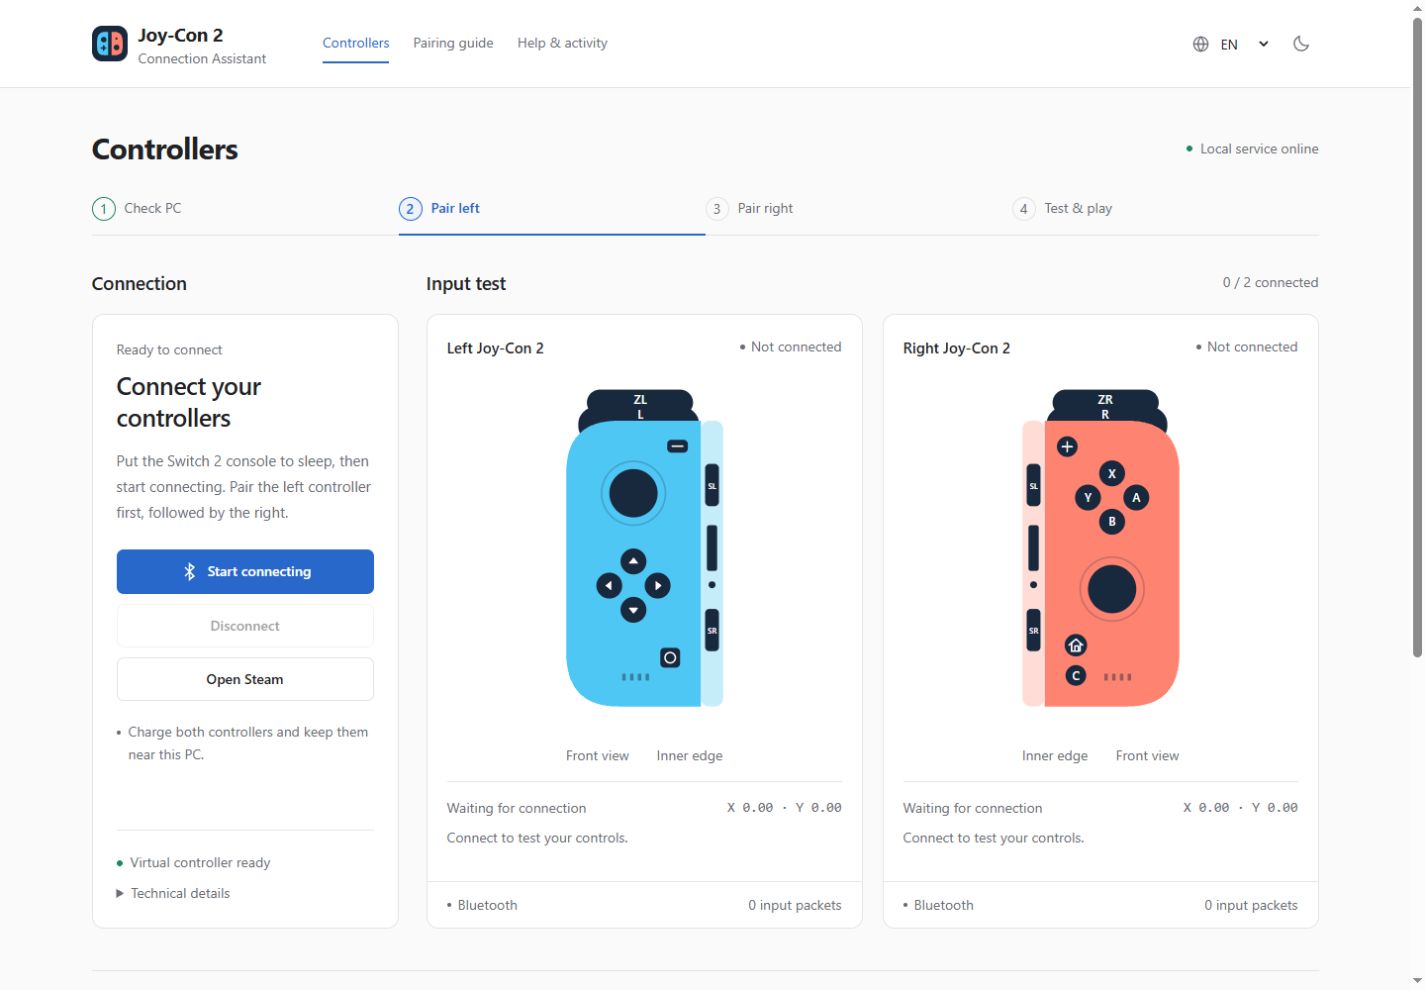 Joy-Con 2
Connection Assistant
Controllers
Pairing guide
Help & activity
EN
Controllers
Local service online
1 Check PC
2 Pair left
3 Pair right
4 Test & play
Connection
Ready to connect
Connect your
controllers
Put the Switch 2 console to sleep, then
start connecting. Pair the left controller
first, followed by the right.
Start connecting
Disconnect
Open Steam
• Charge both controllers and keep them
near this PC.
Virtual controller ready
Technical details
Input test
0 / 2 connected
Left Joy-Con 2
• Not connected
ZL
L
SL
SR
Front view
Inner edge
Waiting for connection
X 0.00 · Y 0.00
Connect to test your controls.
• Bluetooth
0 input packets
Right Joy-Con 2
• Not connected
ZR
R
X
SL
Y
A
B
SR
C
Inner edge
Front view
Waiting for connection
X 0.00 · Y 0.00
Connect to test your controls.
• Bluetooth
0 input packets